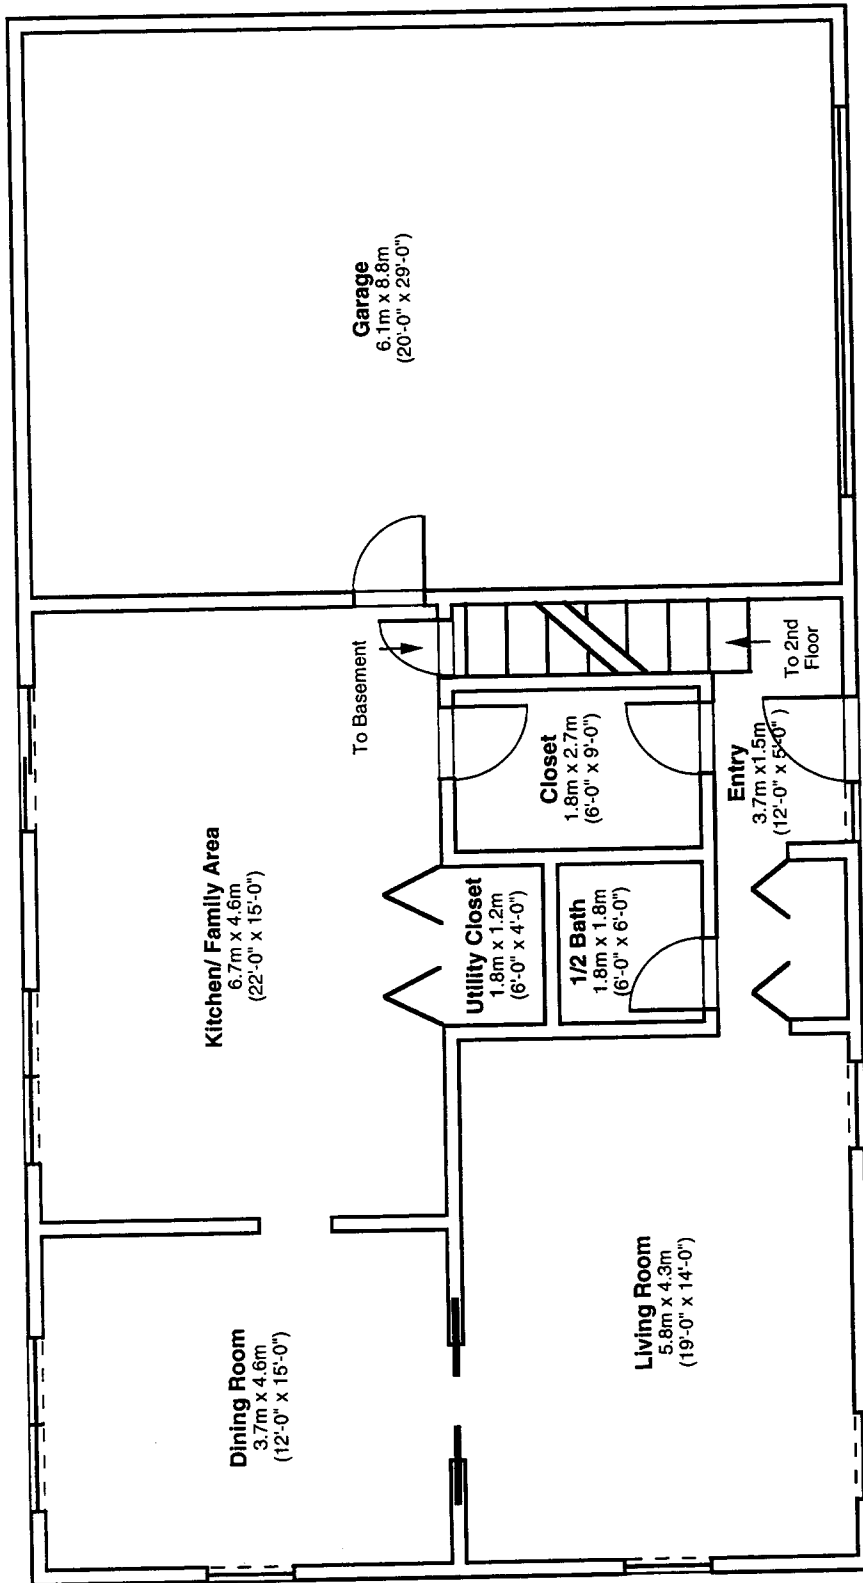 Dining Room
3.7m x 4.6m
(12'-0" x 15'-0")
Kitchen/ Family Area
6.7m x 4.6m
(22'-0" x 15'-0")
To Basement
Garage
6.1m x 8.8m
(20'-0" x 29'-0")
Utility Closet
1.8m x 1.2m
(6'-0" x 4'-0")
1/2 Bath
1.8m x 1.8m
(6'-0" x 6'-0")
Closet
1.8m x 2.7m
(6'-0" x 9'-0")
Living Room
5.8m x 4.3m
(19'-0" x 14'-0")
Entry
3.7m x1.5m
(12'-0" x 5'-0" )
To 2nd
Floor